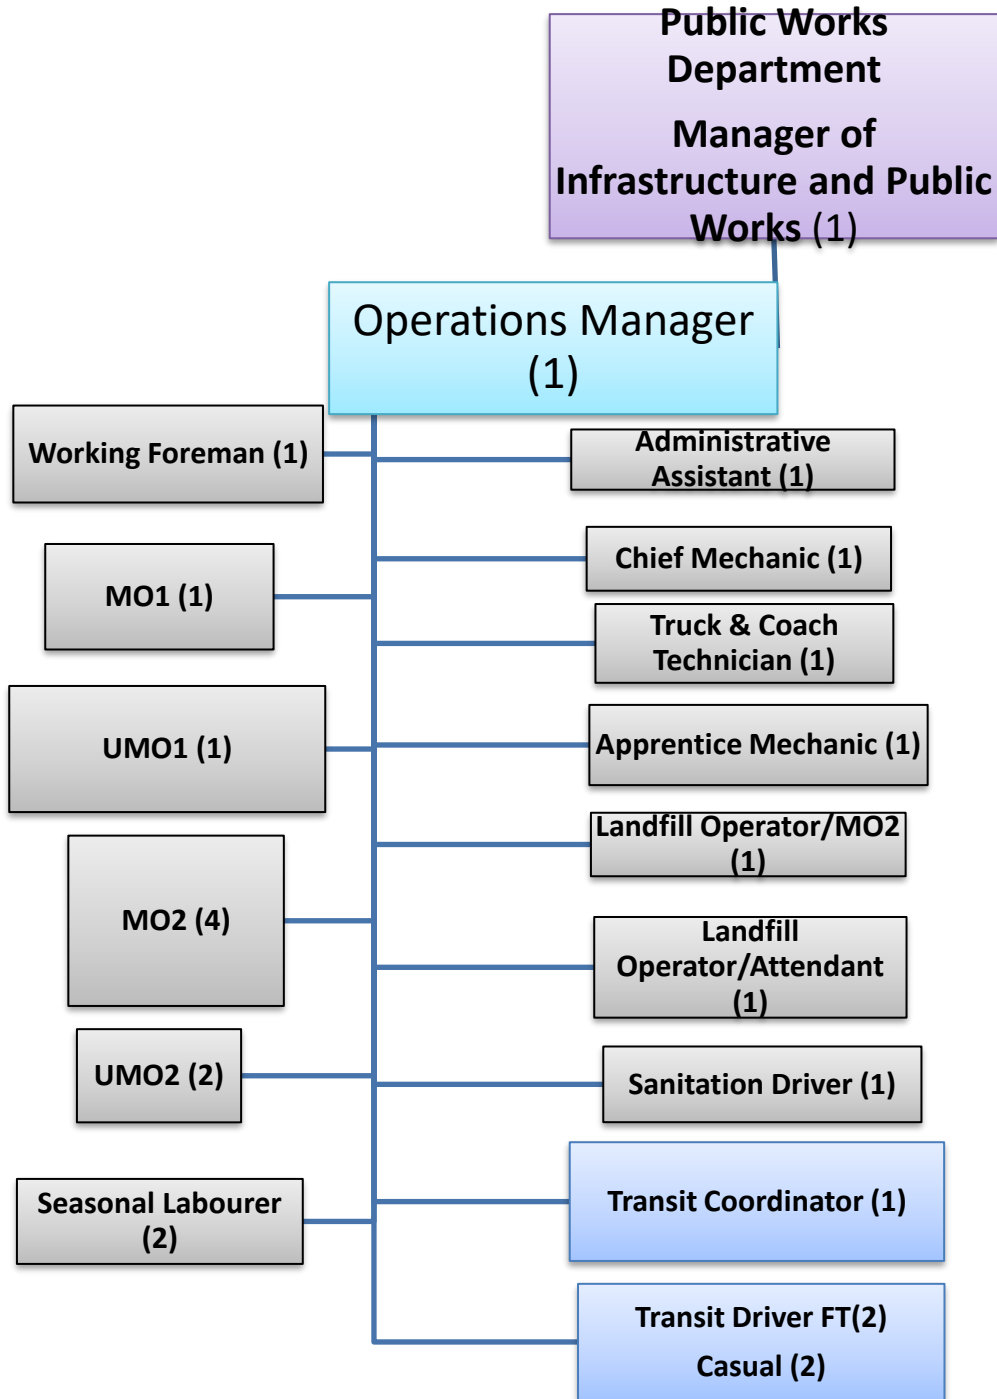 Public Works
Department
Manager of
Infrastructure and Public
Works (1)
Operations Manager
(1)
Working Foreman (1)
Administrative
Assistant (1)
MO1 (1)
Chief Mechanic (1)
Truck & Coach
Technician (1)
UMO1 (1)
Apprentice Mechanic (1)
Landfill Operator/MO2
(1)
MO2 (4)
Landfill
Operator/Attendant
(1)
UMO2 (2)
Sanitation Driver (1)
Seasonal Labourer
(2)
Transit Coordinator (1)
Transit Driver FT(2)
Casual (2)